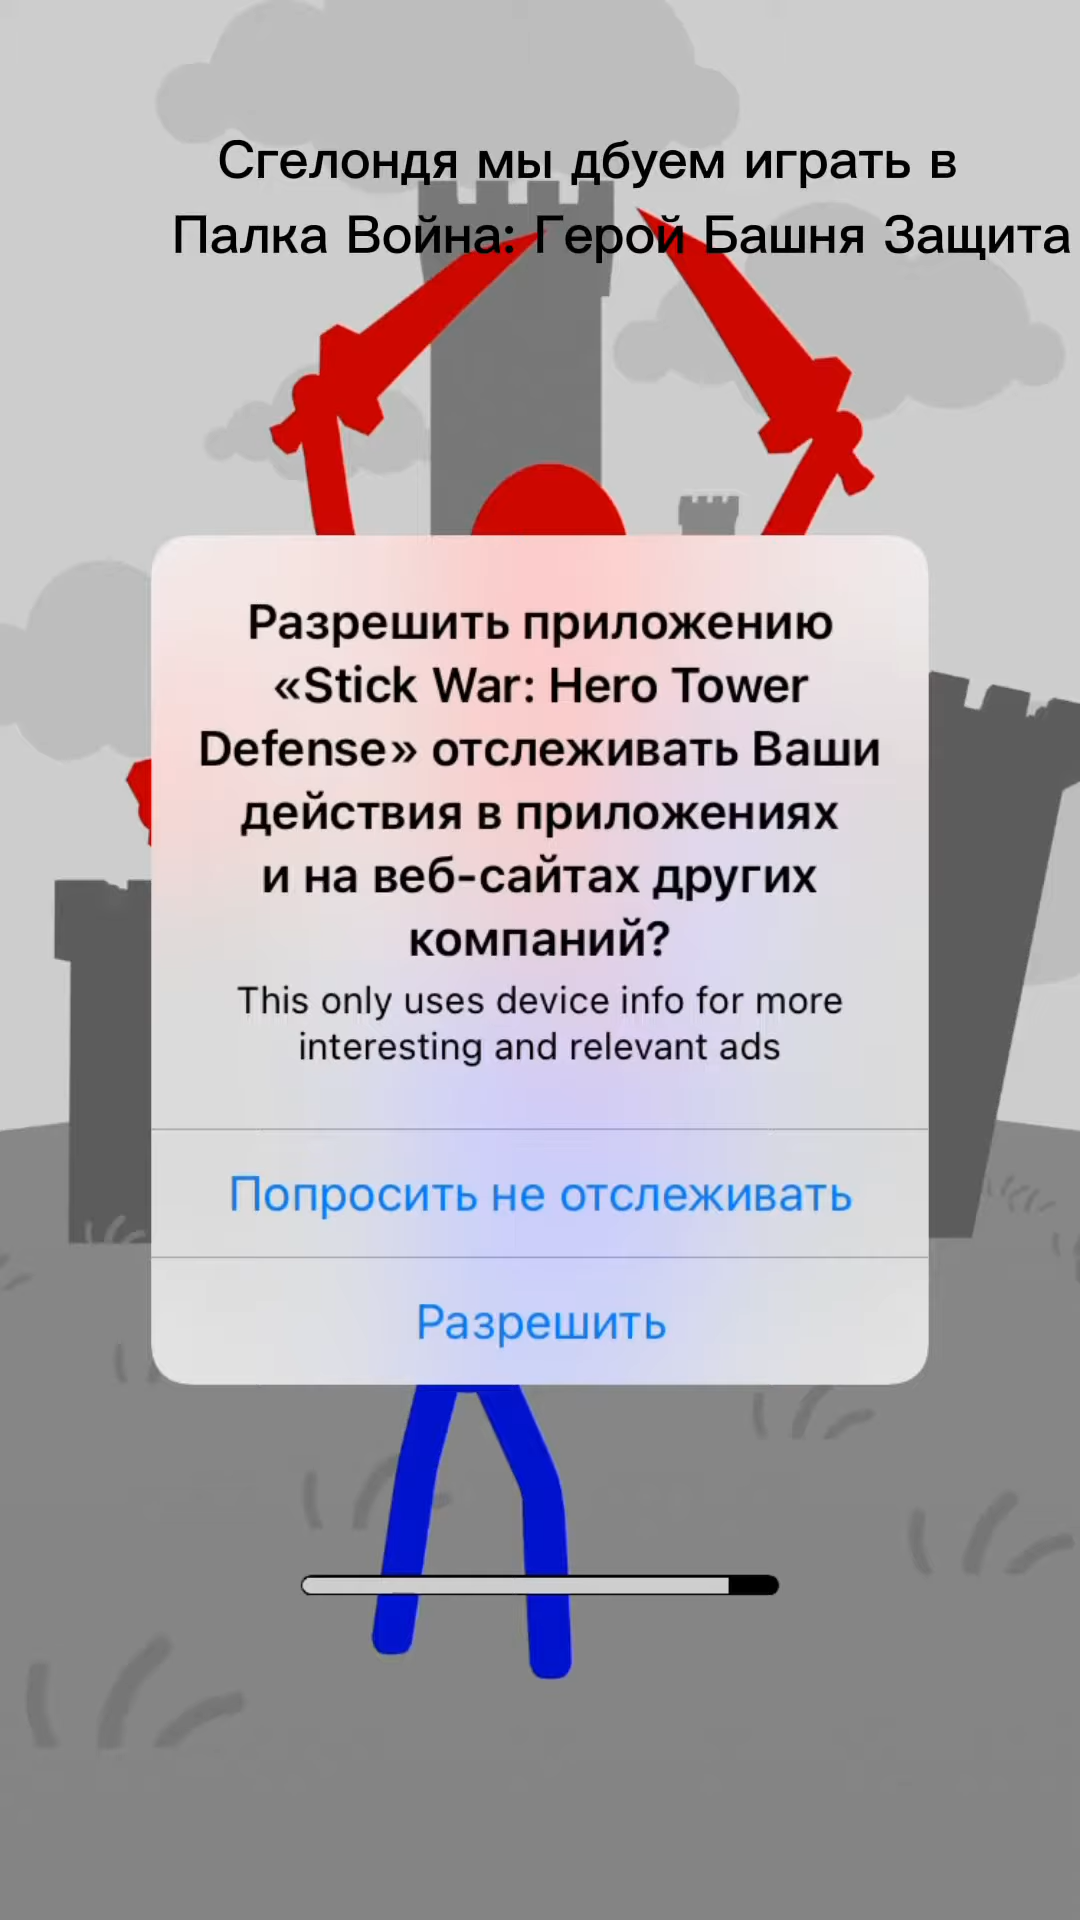 Сгелондя мы дбуем играть в
Палка Война: Герой Башня Защита
Разрешить приложению
«Stick War: Hero Tower
Defense» отслеживать Ваши
действия в приложениях
и на веб-сайтах других
компаний?
This only uses device info for more
interesting and relevant ads
Попросить не отслеживать
Разрешить